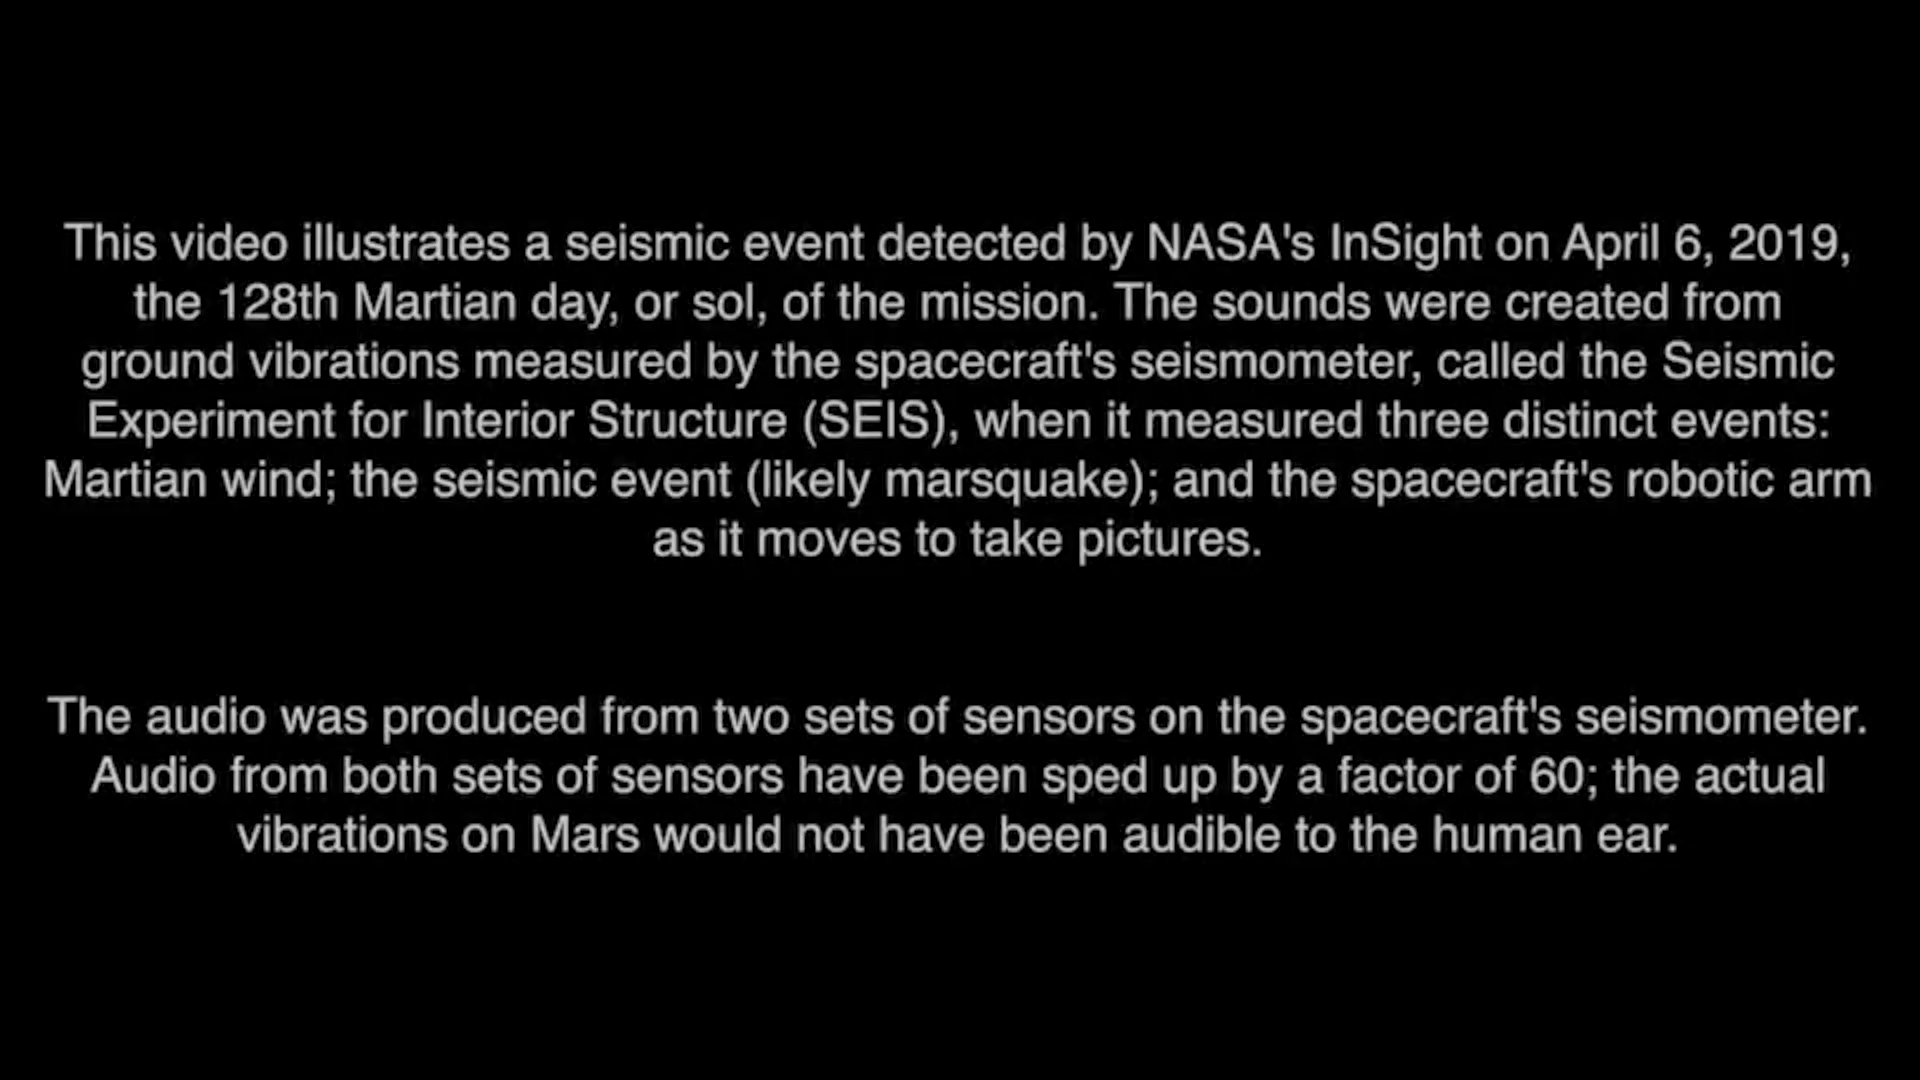 This video illustrates a seismic event detected by NASA's InSight on April 6, 2019,
the 128th Martian day, or sol, of the mission. The sounds were created from
ground vibrations measured by the spacecraft's seismometer, called the Seismic
Experiment for Interior Structure (SEIS), when it measured three distinct events:
Martian wind; the seismic event (likely marsquake); and the spacecraft's robotic arm
as it moves to take pictures.
The audio was produced from two sets of sensors on the spacecraft's seismometer.
Audio from both sets of sensors have been sped up by a factor of 60; the actual
vibrations on Mars would not have been audible to the human ear.